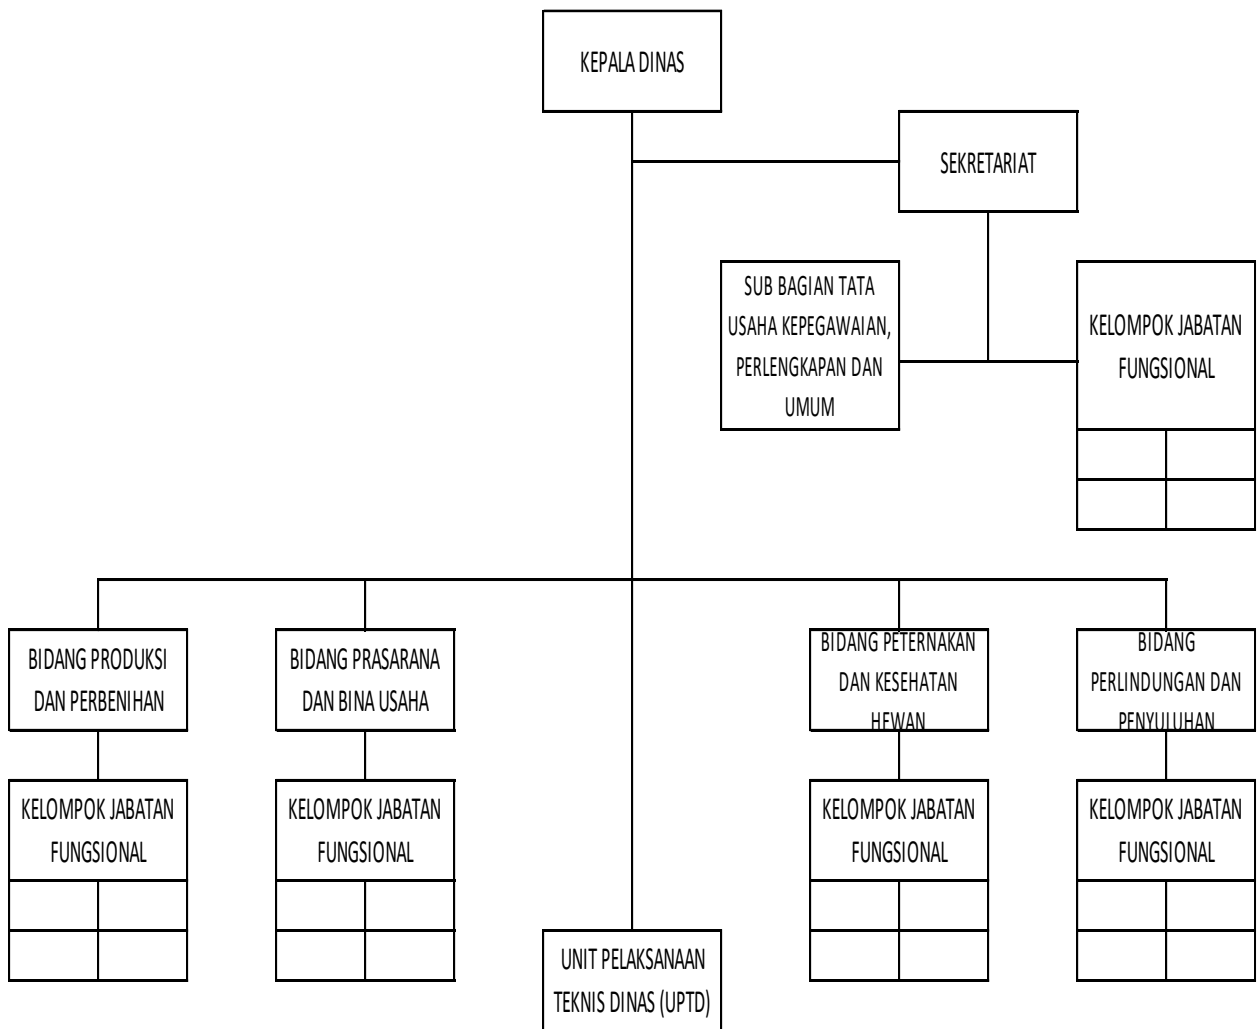 KEPALA DINAS
SEKRETARIAT
SUB BAGIAN TATA
USAHA KEPEGAWAIAN,
PERLENGKAPAN DAN
UMUM
KELOMPOK JABATAN
FUNGSIONAL
BIDANG PRODUKSI
DAN PERBENIHAN
BIDANG PRASARANA
DAN BINA USAHA
BIDANG PETERNAKAN
DAN KESEHATAN
HEWAN
BIDANG
PERLINDUNGAN DAN
PENYULUHAN
KELOMPOK JABATAN
FUNGSIONAL
KELOMPOK JABATAN
FUNGSIONAL
KELOMPOK JABATAN
FUNGSIONAL
KELOMPOK JABATAN
FUNGSIONAL
UNIT PELAKSANAAN
TEKNIS DINAS (UPTD)